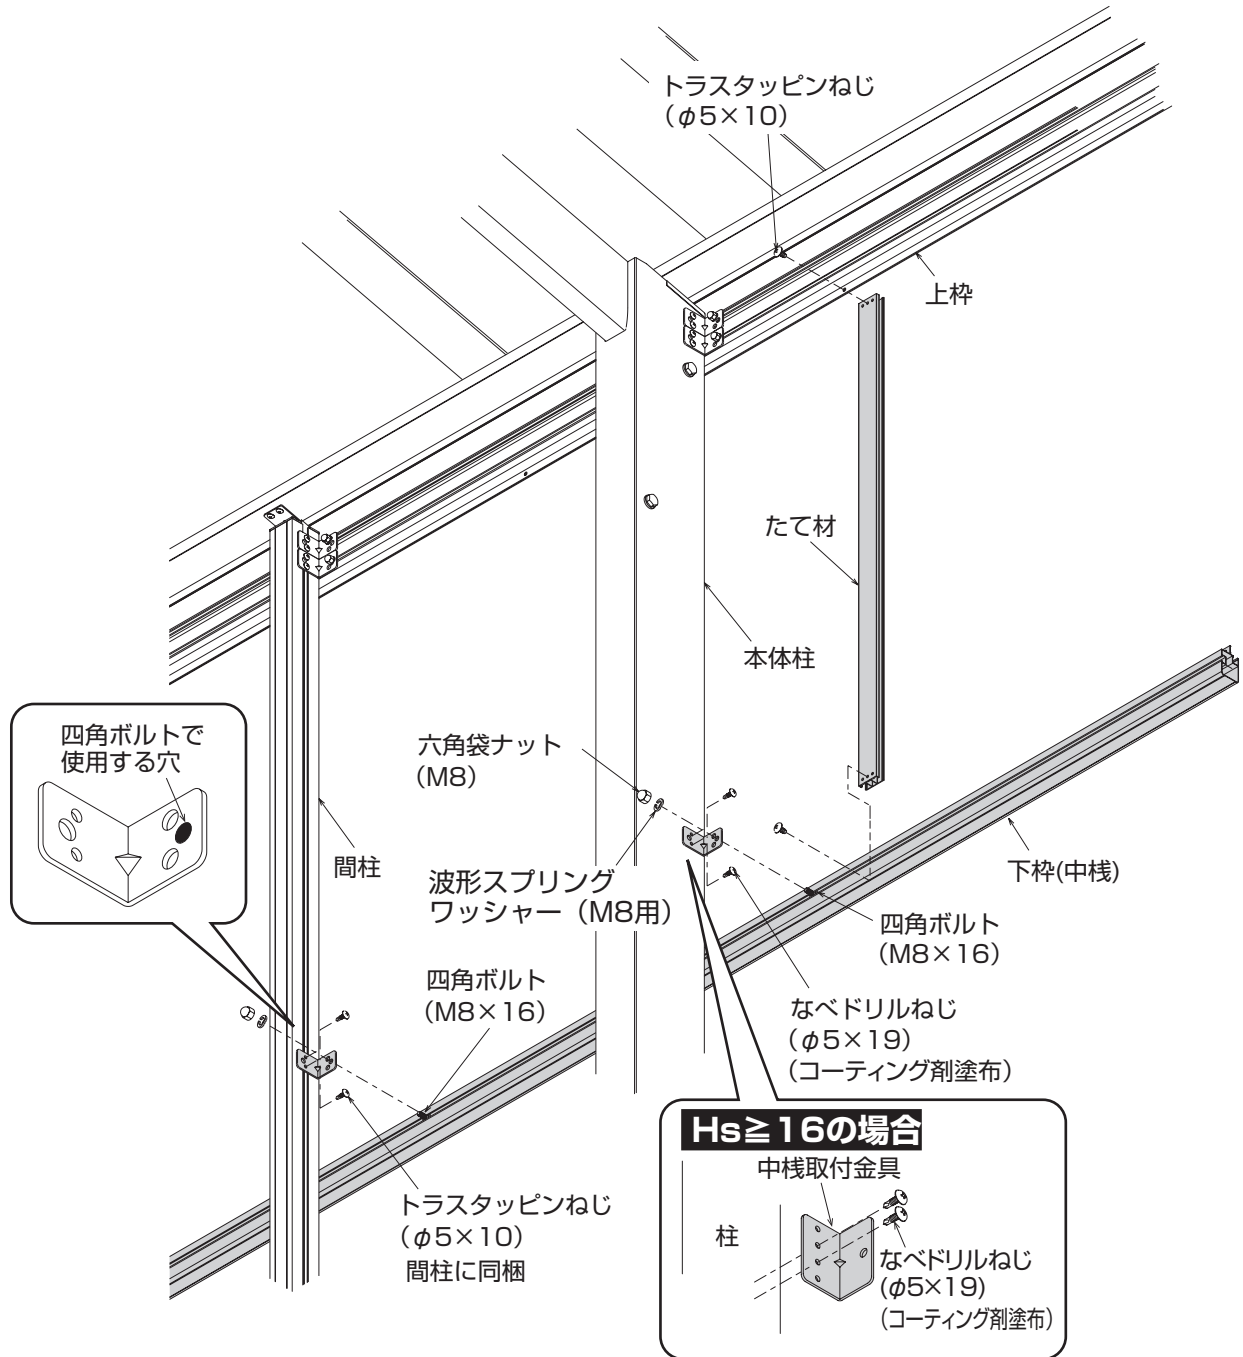 トラスタッピンねじ
（φ5×10）
上枠
たて材
本体柱
四角ボルトで
使用する穴
六角袋ナット
（M8）
間柱
波形スプリング
ワッシャー（M8用）
下枠(中桟)
四角ボルト
（M8×16）
四角ボルト
（M8×16）
なべドリルねじ
（φ5×19）
（コーティング剤塗布）
トラスタッピンねじ
（φ5×10）
間柱に同梱
Hs≧16の場合
中桟取付金具
柱
なべドリルねじ
(φ5×19)
（コーティング剤塗布）